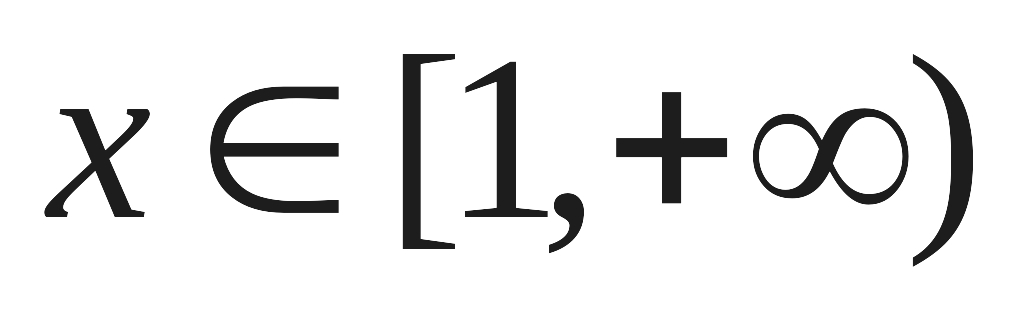 x ∈ [1,+∞)